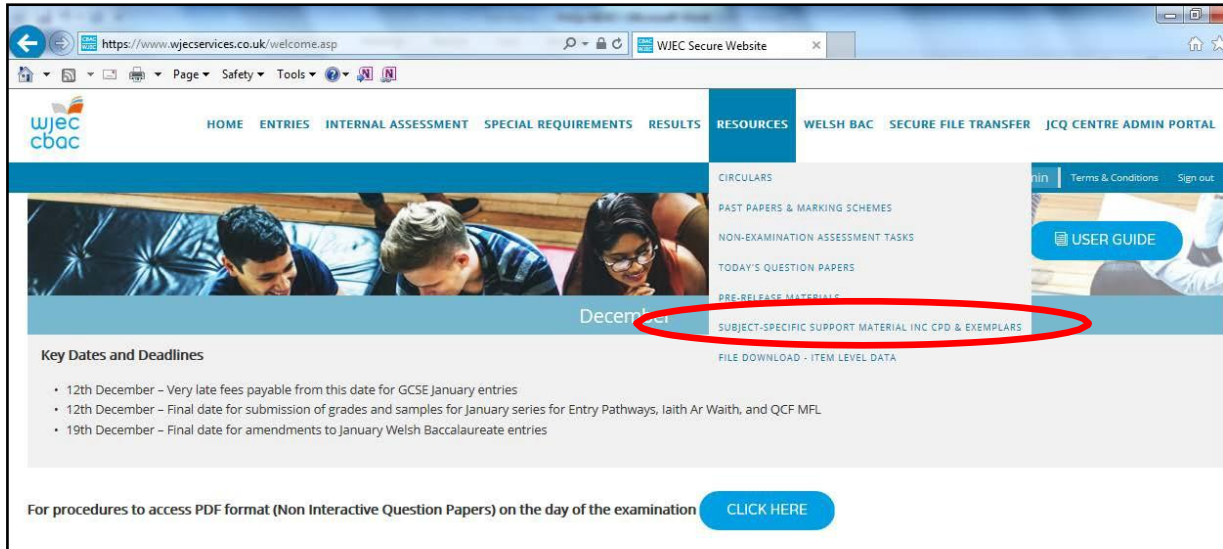 https://www.wjecservices.co.uk/welcome.asp
WJEC Secure Website
Page Safety Tools
wjec
cbac
HOME ENTRIES INTERNAL ASSESSMENT SPECIAL REQUIREMENTS RESULTS RESOURCES WELSH BAC SECURE FILE TRANSFER JCQ CENTRE ADMIN PORTAL
Terms & Conditions Sign out
CIRCULARS
PAST PAPERS & MARKING SCHEMES
NON-EXAMINATION ASSESSMENT TASKS
TODAY'S QUESTION PAPERS
PRE-RELEASE MATERIALS
SUBJECT-SPECIFIC SUPPORT MATERIAL INC CPD & EXEMPLARS
FILE DOWNLOAD - ITEM LEVEL DATA
USER GUIDE
December
Key Dates and Deadlines
• 12th December – Very late fees payable from this date for GCSE January entries
• 12th December – Final date for submission of grades and samples for January series for Entry Pathways, Iaith Ar Waith, and QCF MFL
• 19th December – Final date for amendments to January Welsh Baccalaureate entries
For procedures to access PDF format (Non Interactive Question Papers) on the day of the examination CLICK HERE